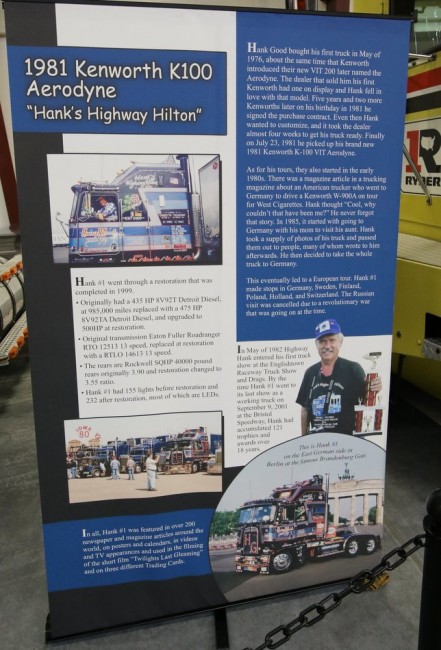 1981 Kenworth K100
Aerodyne
"Hank's Highway Hilton"
Hank #1 went through a restoration that was
completed in 1999.
• Originally had a 435 HP 8V92T Detroit Diesel,
at 985,000 miles replaced with a 475 HP
8V92TA Detroit Diesel, and upgraded to
500HP at restoration.
• Original transmission Eaton Fuller Roadranger
RTO 12513 13 speed, replaced at restoration
with a RTLO 14613 13 speed.
• The rears are Rockwell SQHP 40000 pound
rears originally 3.90 and restoration changed to
3.55 ratio.
• Hank #1 had 155 lights before restoration and
232 after restoration, most of which are LEDs.
IOWA
80
In all, Hank #1 was featured in over 200
newspaper and magazine articles around the
world, on posters and calendars, in videos
and TV appearances and used in the filming
of the short film "Twilights Last Gleaming"
and on three different Trading Cards.
Hank Good bought his first truck in May of
1976, about the same time that Kenworth
introduced their new VIT 200 later named the
Aerodyne. The dealer that sold him his first
Kenworth had one on display and Hank fell in
love with that model. Five years and two more
Kenworths later on his birthday in 1981 he
signed the purchase contract. Even then Hank
wanted to customize, and it took the dealer
almost four weeks to get his truck ready. Finally
on July 23, 1981 he picked up his brand new
1981 Kenworth K-100 VIT Aerodyne.
As for his tours, they also started in the early
1980s. There was a magazine article in a trucking
magazine about an American trucker who went to
Germany to drive a Kenworth W-900A on tour
for West Cigarettes. Hank thought "Cool, why
couldn't that have been me?" He never forgot
that story. In 1985, it started with going to
Germany with his mom to visit his aunt. Hank
took a supply of photos of his truck and passed
them out to people, many of whom wrote to him
afterwards. He then decided to take the whole
truck to Germany.
This eventually led to a European tour. Hank #1
made stops in Germany, Sweden, Finland,
Poland, Holland, and Switzerland. The Russian
visit was cancelled due to a revolutionary war
that was going on at the time.
In May of 1982 Highway
Hank entered his first truck
show at the Englishtown
Raceway Truck Show
and Drags. By the
time Hank #1 went to
its last show as a
working truck on
September 9, 2001
at the Bristol
Speedway, Hank had
accumulated 121
trophies and
awards over
18 years.
This is Hank #1
on the East German side in
Berlin at the famous Brandenburg Gate
RYDER